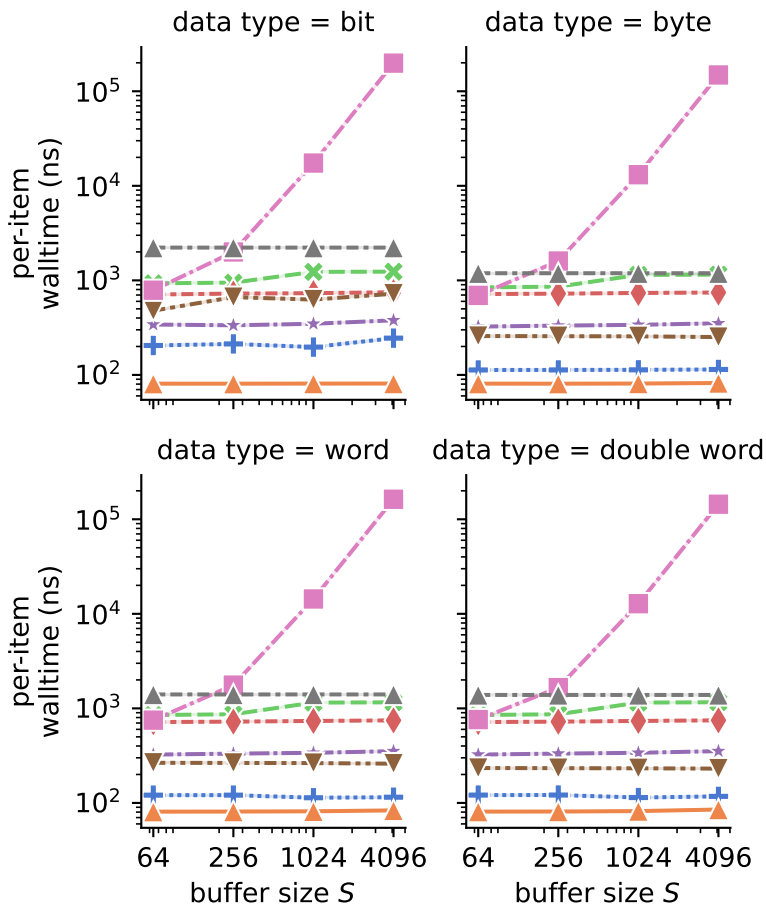 data type = bit
data type = byte
per-item
walltime (ns)
10^5
10^4
10^3
10^2
data type = word
data type = double word
per-item
walltime (ns)
10^5
10^4
10^3
10^2
64 256 1024 4096
64 256 1024 4096
buffer size S
buffer size S